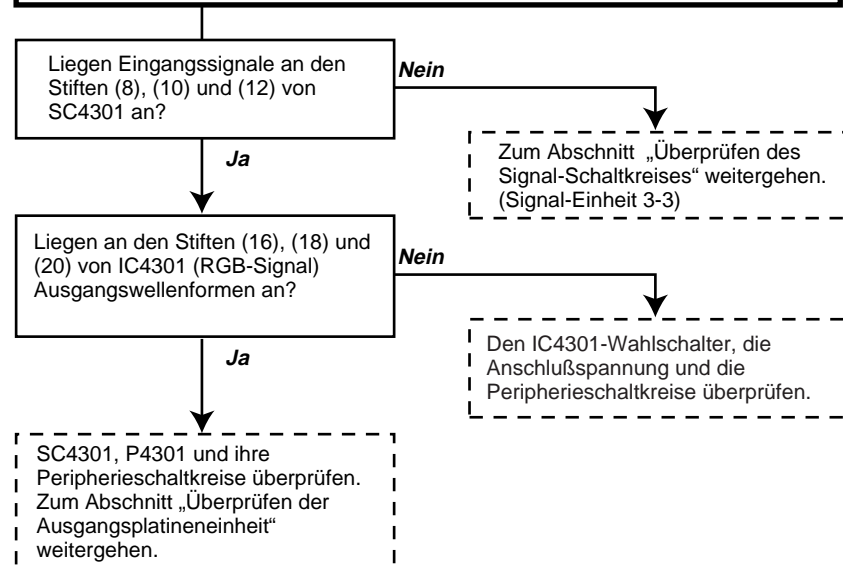 Liegen Eingangssignale an den
Stiften (8), (10) und (12) von
SC4301 an?
Nein
Ja
Zum Abschnitt „Überprüfen des
Signal-Schaltkreises“ weitergehen.
(Signal-Einheit 3-3)
Liegen an den Stiften (16), (18) und
(20) von IC4301 (RGB-Signal)
Ausgangswellenformen an?
Nein
Ja
Den IC4301-Wahlschalter, die
Anschlußspannung und die
Peripherieschaltkreise überprüfen.
SC4301, P4301 und ihre
Peripherieschaltkreise überprüfen.
Zum Abschnitt „Überprüfen der
Ausgangsplatineneinheit“
weitergehen.